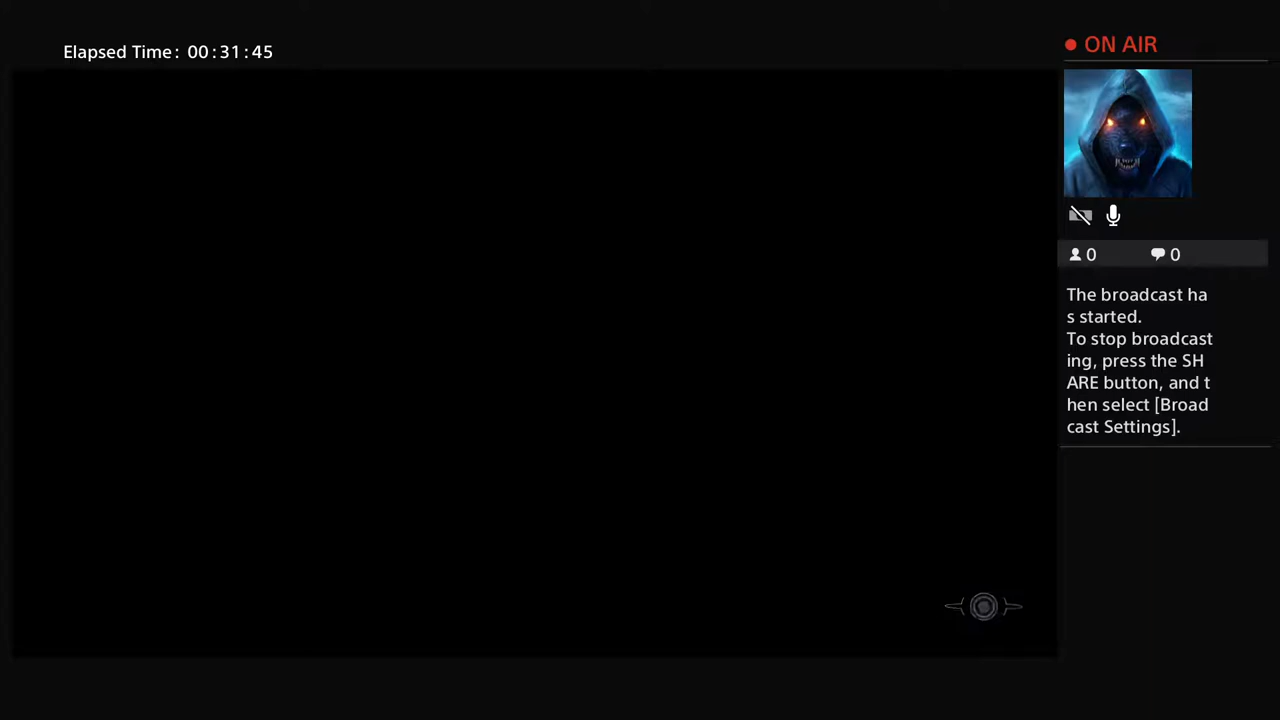 Elapsed Time: 00:31:45
ON AIR
0 0
The broadcast ha
s started.
To stop broadcast
ing, press the SH
ARE button, and t
hen select [Broad
cast Settings].